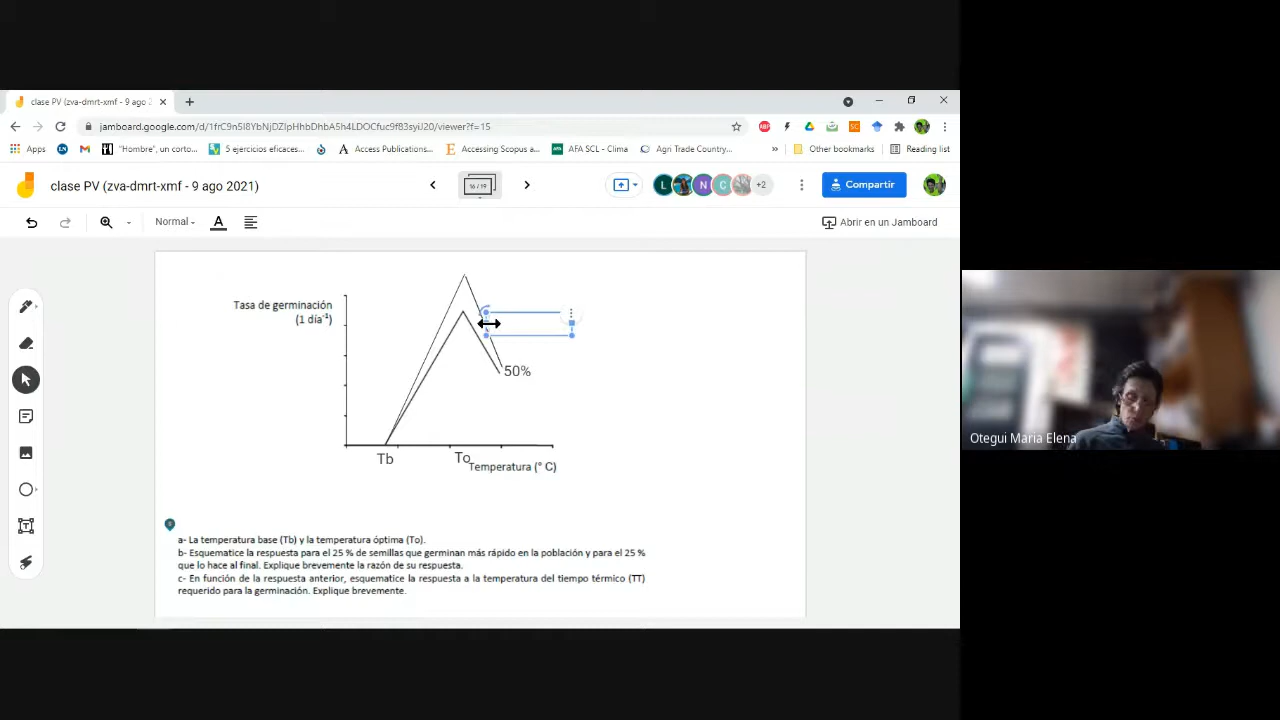 clase PV (zva-dmrt-xmf - 9 ago 2
jamboard.google.com/d/
/viewer?f=15
Apps
"Hombre", un corto...
5 ejercicios eficaces...
Access Publications...
Accessing Scopus a...
AFA SCL - Clima
Agri Trade Country...
Other bookmarks
Reading list
clase PV (zva-dmrt-xmf - 9 ago 2021)
16 / 19
L
N
C
+2
Compartir
Normal
A
Abrir en un Jamboard
Tasa de germinación
(1 día-1)
50%
Tb
To
Temperatura (° C)
a- La temperatura base (Tb) y la temperatura óptima (To).
b- Esquematice la respuesta para el 25 % de semillas que germinan más rápido en la población y para el 25 %
que lo hace al final. Explique brevemente la razón de su respuesta.
c- En función de la respuesta anterior, esquematice la respuesta a la temperatura del tiempo térmico (TT)
requerido para la germinación. Explique brevemente.
Otegui Maria Elena